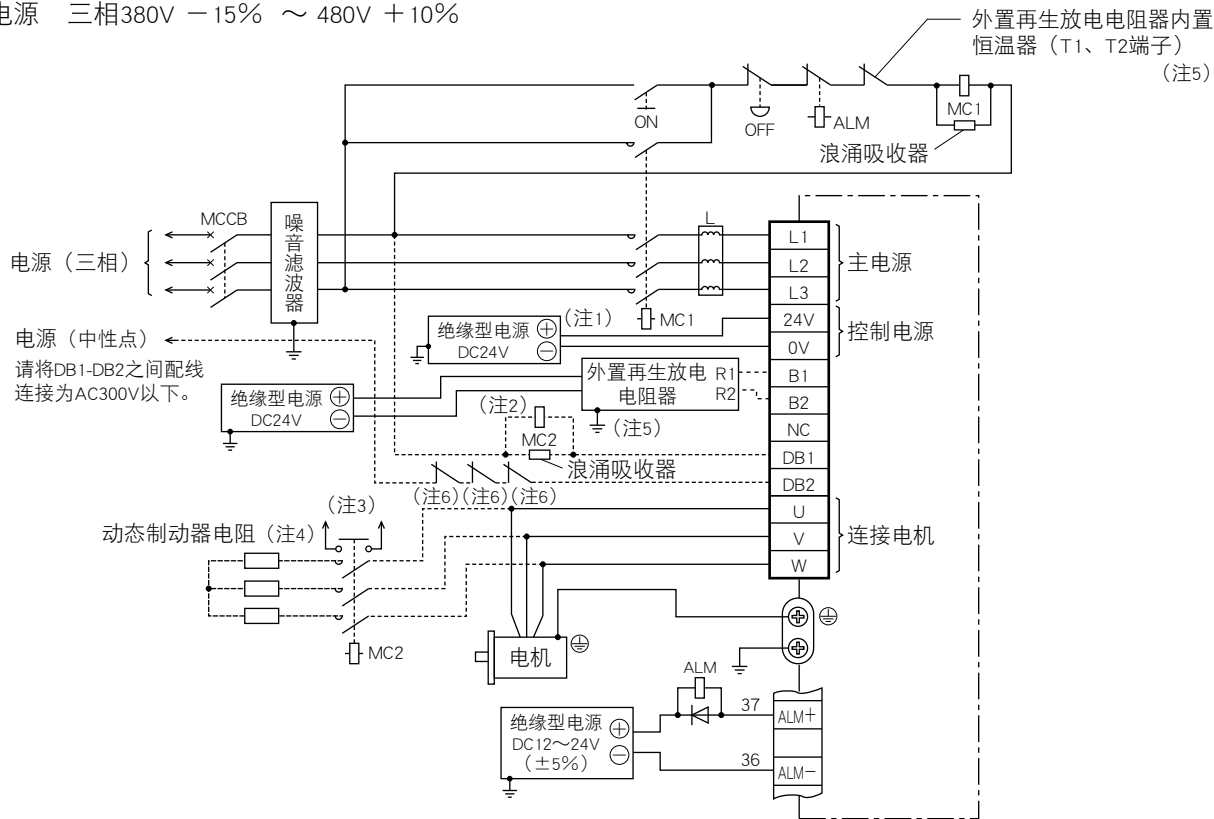 电源 三相380V －15% ～ 480V ＋10%
外置再生放电电阻器内置
恒温器（T1、T2端子）
（注5）
ON
OFF
ALM
MC1
浪涌吸收器
MCCB
噪音滤波器
L
电源（三相）
L1
L2
L3
主电源
MC1
电源（中性点）
请将DB1-DB2之间配线
连接为AC300V以下。
绝缘型电源
DC24V
（注1）
24V
0V
控制电源
绝缘型电源
DC24V
外置再生放电
电阻器
R1
R2
（注5）
B1
B2
NC
（注2）
MC2
浪涌吸收器
DB1
DB2
（注6）（注6）（注6）
（注3）
动态制动器电阻（注4）
U
V
W
连接电机
MC2
电机
ALM
37
ALM＋
绝缘型电源
DC12～24V
（±5%）
36
ALM－